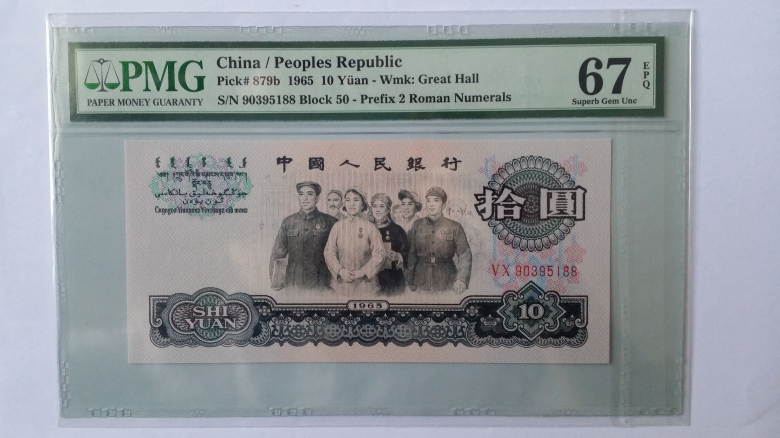 PMG
PAPER MONEY GUARANTY
China / Peoples Republic
Pick# 879b 1965 10 Yüan - Wmk: Great Hall
S/N 90395188 Block 50 - Prefix 2 Roman Numerals
67
EPQ
Superb Gem Unc
中國人民銀行
拾圓
VX 90395188
1965
SHI
YUAN
10